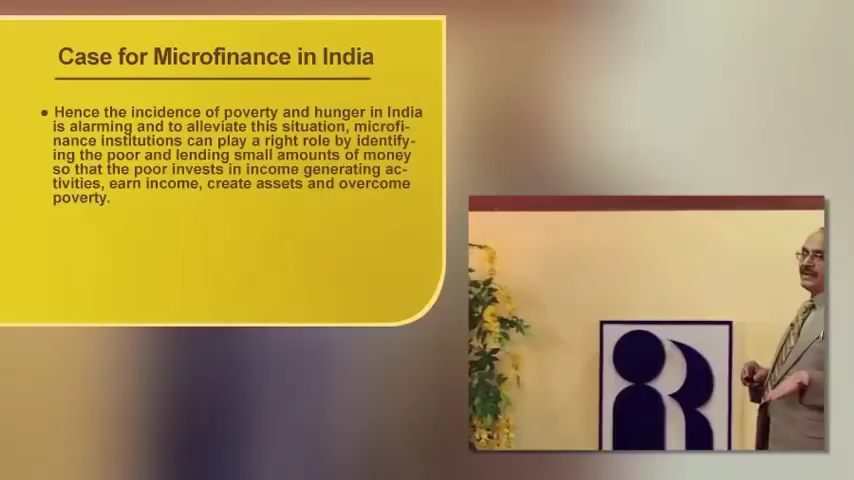 Case for Microfinance in India
• Hence the incidence of poverty and hunger in India
is alarming and to alleviate this situation, microfi-
nance institutions can play a right role by identify-
ing the poor and lending small amounts of money
so that the poor invests in income generating ac-
tivities, earn income, create assets and overcome
poverty.